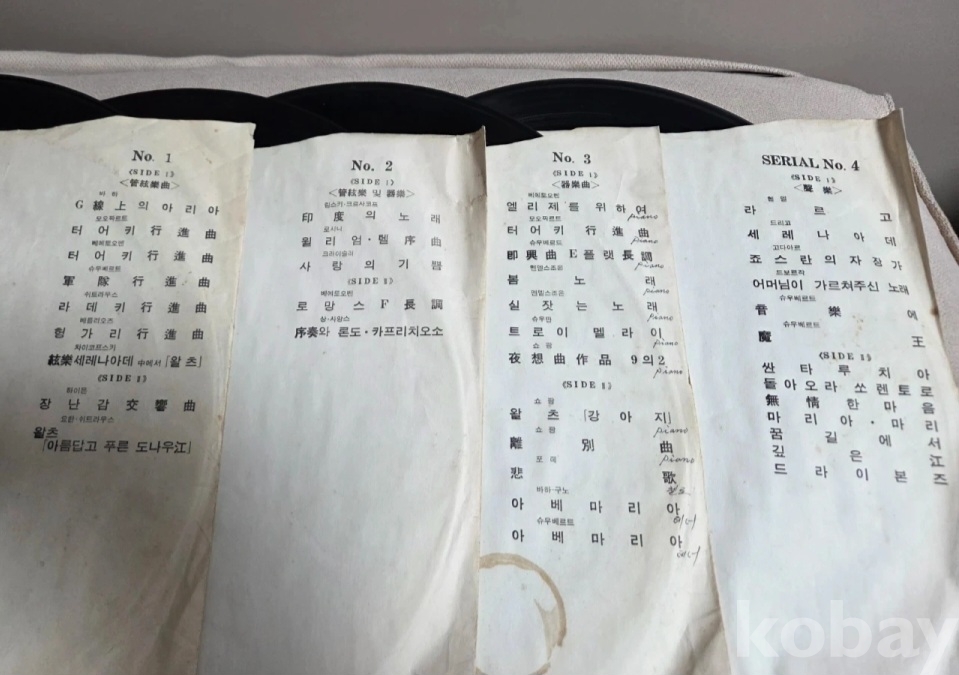 No. 1
《SIDE 1》
<管絃樂曲>
바 하
G 線上의 아리아
모오짜르트
터어키 行進曲
베에토오벤
터어키 行進曲
슈우베르트
軍隊行進曲
쉬트라우스
라데키 行進曲
베를리오즈
헝가리 行進曲
차이코프스키
絃樂세레나아데 中에서 [왈츠]
《SIDE 2》
하이든
장난감交響曲
요한·쉬트라우스
왈츠
[아름답고 푸른 도나우江]
No. 2
《SIDE 1》
<管絃樂 및 器樂>
림스키·코르사코프
印度의 노래
로시니
윌리엄·텔 序曲
크라이슬러
사랑의 기쁨
《SIDE 2》
베에토오벤
로망스 F長調
상·사앙스
序奏와 론도·카프리치오소
No. 3
《SIDE 1》
<器樂曲>
베에토오벤
엘리제를 위하여
piano
모오짜르트
터어키 行進曲
piano
슈우베르트
即興曲 E플랫長調
piano
멘델스조온
봄노래
piano
멘델스조온
실 잣는 노래
piano
슈우만
트로이멜라이
piano
쇼 팡
夜想曲作品 9의2
piano
《SIDE 2》
쇼 팡
왈츠 [강아지]
piano
쇼 팡
離別曲
piano
포 레
悲歌
바하·구노
아베마리아
슈우베르트
아베마리아
SERIAL No. 4
《SIDE 1》
<聲樂>
헨 델
라르고
드리고
세레나아데
고다아르
죠스란의 자장가
드보르작
어머님이 가르쳐주신 노래
슈우베르트
音樂에
슈우베르트
魔王
《SIDE 2》
싼타루치아
돌아오라 쏘렌토로
無情한 마음
마리아·마리
꿈길에서
깊은 江
드라이본즈
kobay